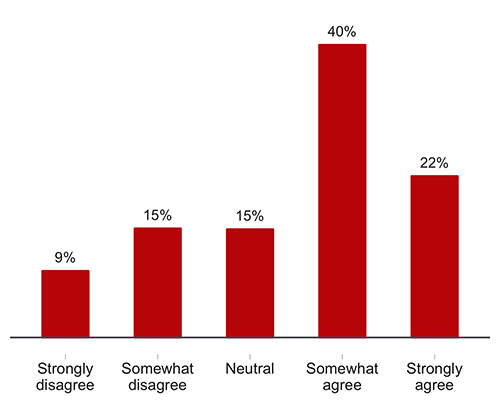 40%
22%
15%
15%
9%
Strongly
disagree
Somewhat
disagree
Neutral
Somewhat
agree
Strongly
agree